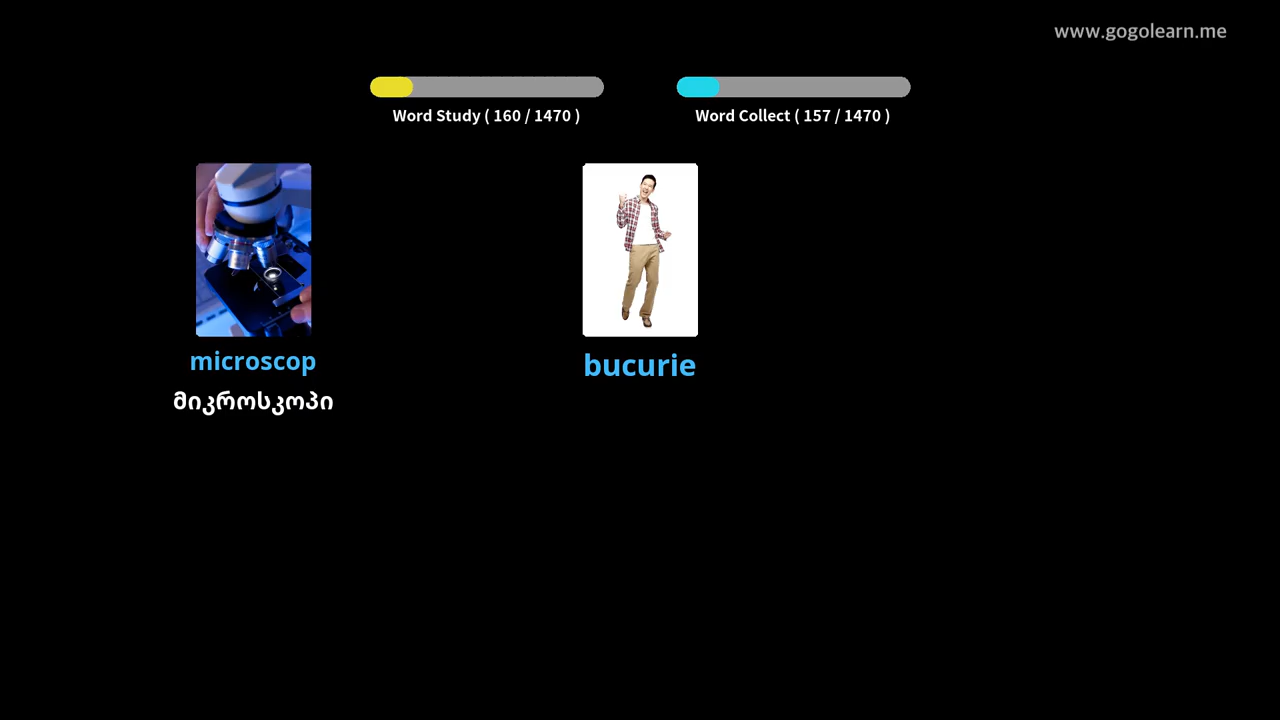 www.gogolearn.me
Word Study ( 160 / 1470 )
Word Collect ( 157 / 1470 )
microscop
მიკროსკოპი
bucurie